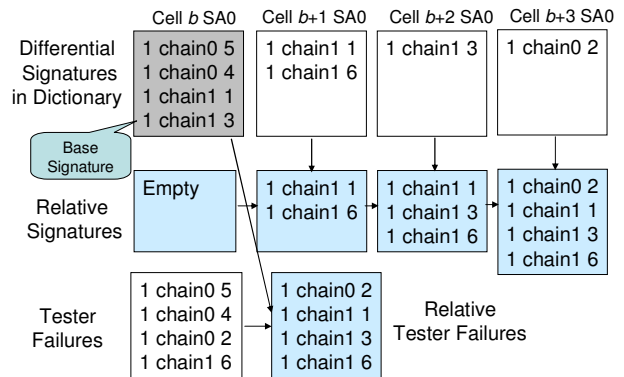 Cell b SA0
Cell b+1 SA0
Cell b+2 SA0
Cell b+3 SA0
Differential
Signatures
in Dictionary
1 chain0 5
1 chain0 4
1 chain1 1
1 chain1 3
1 chain1 1
1 chain1 6
1 chain1 3
1 chain0 2
Base
Signature
Relative
Signatures
Empty
1 chain1 1
1 chain1 6
1 chain1 1
1 chain1 3
1 chain1 6
1 chain0 2
1 chain1 1
1 chain1 3
1 chain1 6
Tester
Failures
1 chain0 5
1 chain0 4
1 chain0 2
1 chain1 6
1 chain0 2
1 chain1 1
1 chain1 3
1 chain1 6
Relative
Tester Failures